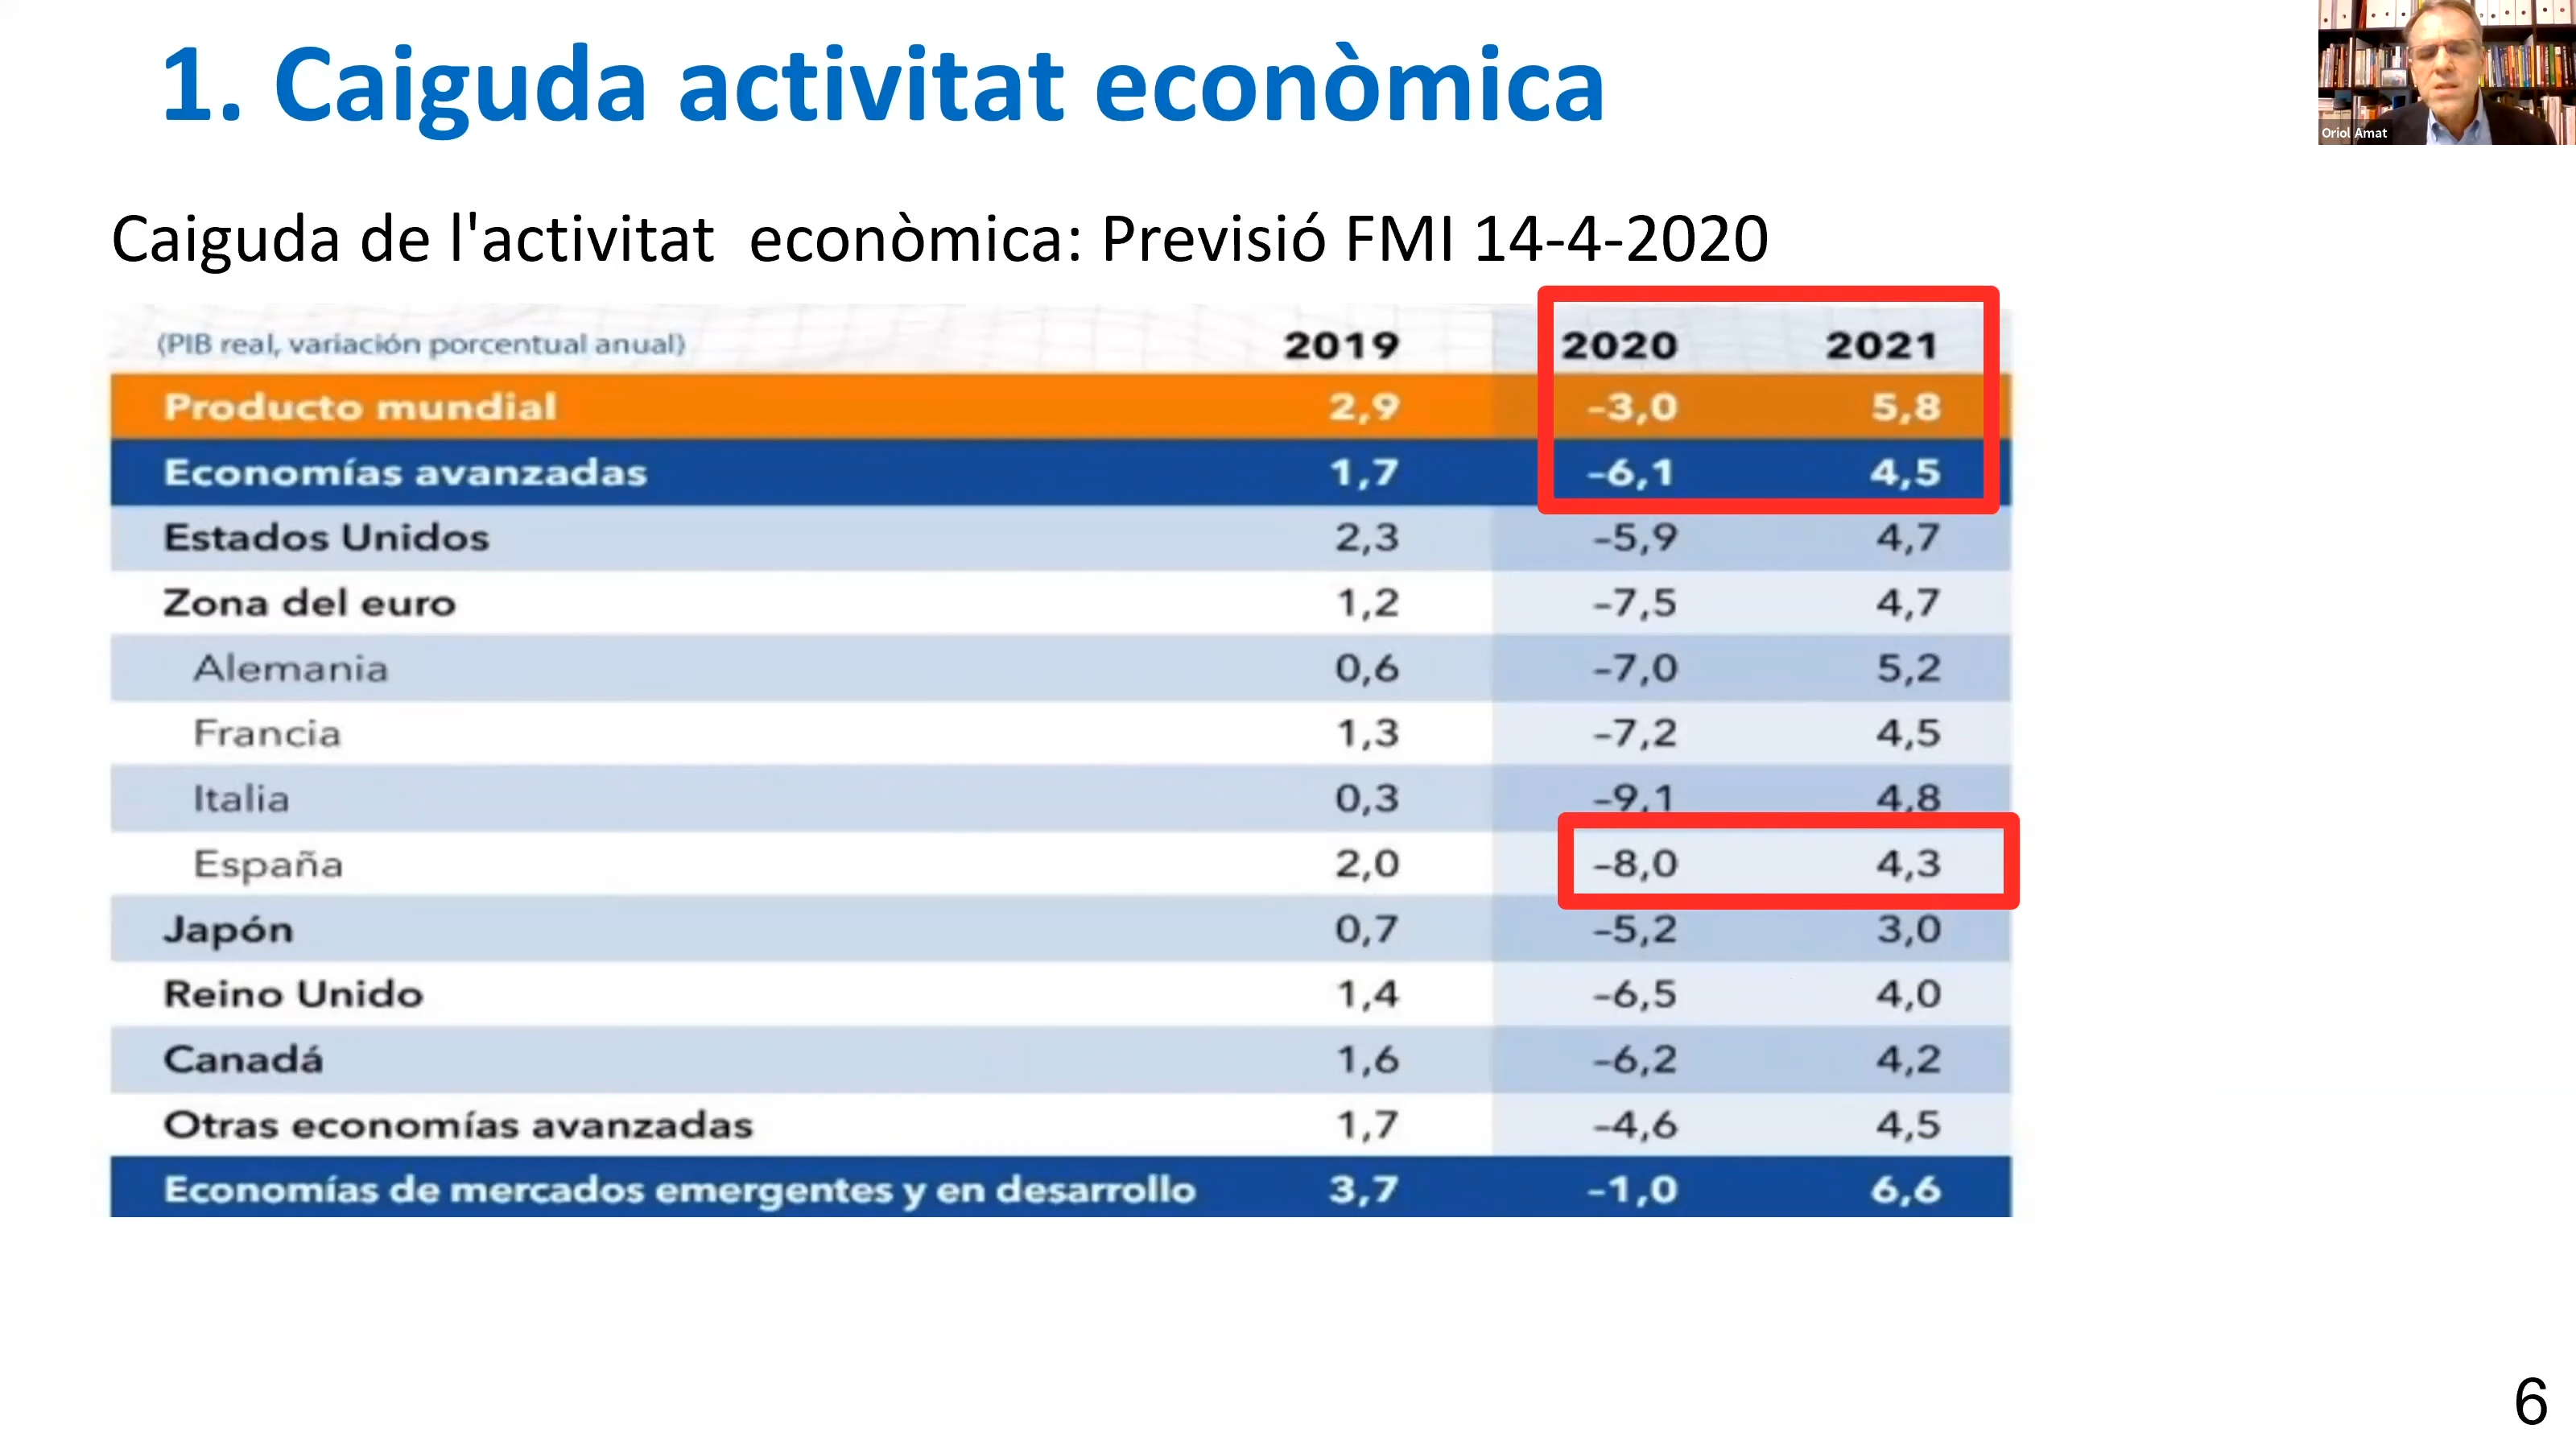 1. Caiguda activitat econòmica
Oriol Amat
Caiguda de l'activitat  econòmica: Previsió FMI 14-4-2020
(PIB real, variación porcentual anual) 2019 2020 2021
Producto mundial 2,9 –3,0 5,8
Economías avanzadas 1,7 –6,1 4,5
Estados Unidos 2,3 –5,9 4,7
Zona del euro 1,2 –7,5 4,7
Alemania 0,6 –7,0 5,2
Francia 1,3 –7,2 4,5
Italia 0,3 –9,1 4,8
España 2,0 –8,0 4,3
Japón 0,7 –5,2 3,0
Reino Unido 1,4 –6,5 4,0
Canadá 1,6 –6,2 4,2
Otras economías avanzadas 1,7 –4,6 4,5
Economías de mercados emergentes y en desarrollo 3,7 –1,0 6,6
6